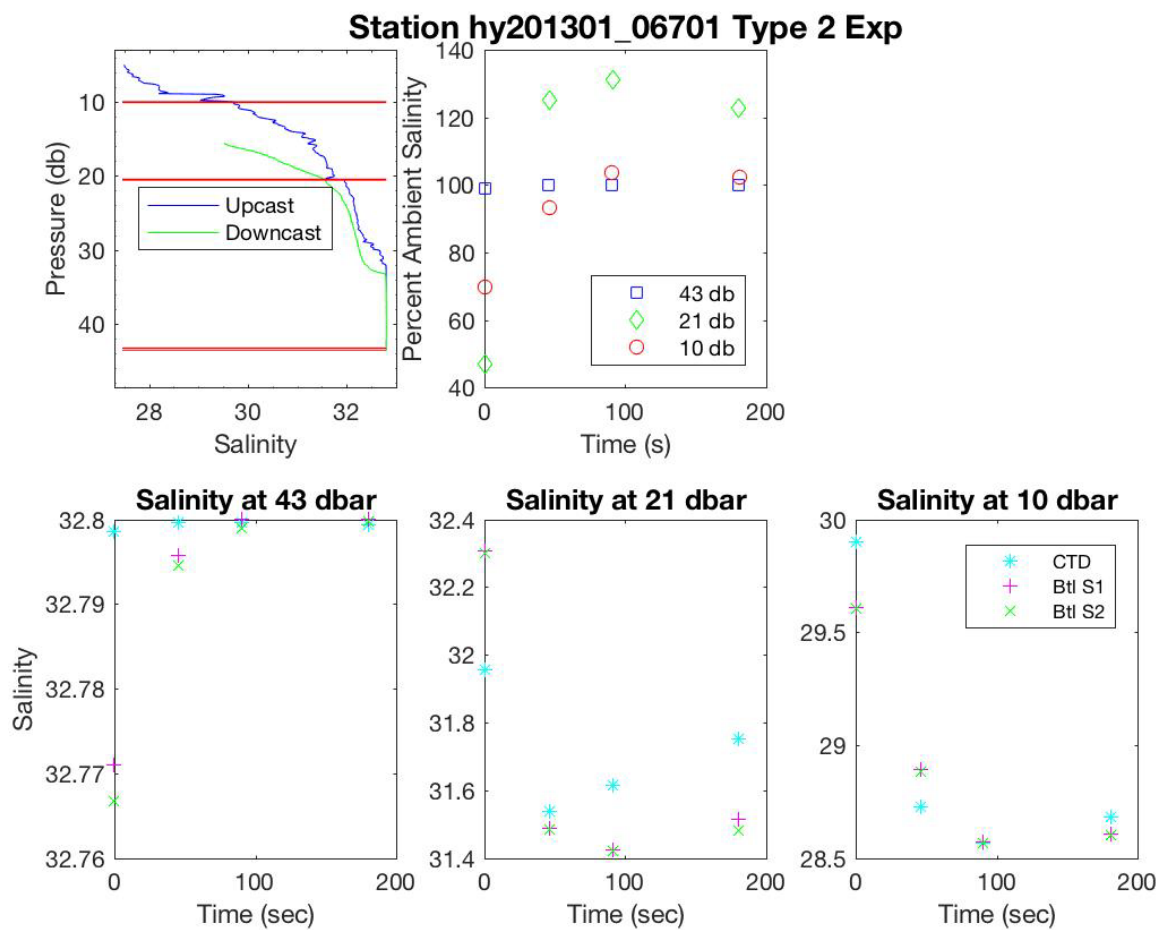 Station hy201301_06701 Type 2 Exp
10
20
30
40
Pressure (db)
28
30
32
Salinity
Upcast
Downcast
140
120
100
80
60
40
Percent Ambient Salinity
0
100
200
Time (s)
43 db
21 db
10 db
Salinity at 43 dbar
32.8
32.79
32.78
32.77
32.76
Salinity
0
100
200
Time (sec)
Salinity at 21 dbar
32.4
32.2
32
31.8
31.6
31.4
0
100
200
Time (sec)
Salinity at 10 dbar
30
29.5
29
28.5
0
100
200
Time (sec)
CTD
Btl S1
Btl S2